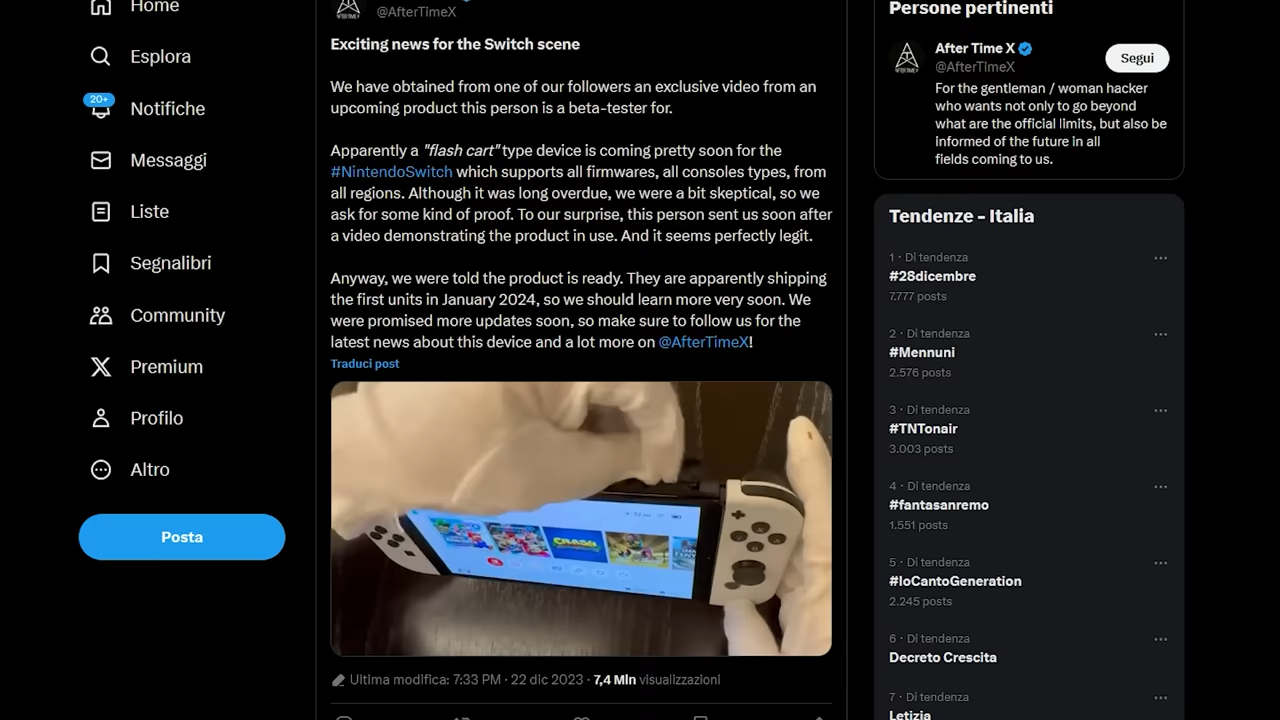 Home
Esplora
20+
Notifiche
Messaggi
Liste
Segnalibri
Community
Premium
Profilo
Altro
Posta
@AfterTimeX
Exciting news for the Switch scene
We have obtained from one of our followers an exclusive video from an
upcoming product this person is a beta-tester for.
Apparently a "flash cart" type device is coming pretty soon for the
#NintendoSwitch which supports all firmwares, all consoles types, from
all regions. Although it was long overdue, we were a bit skeptical, so we
ask for some kind of proof. To our surprise, this person sent us soon after
a video demonstrating the product in use. And it seems perfectly legit.
Anyway, we were told the product is ready. They are apparently shipping
the first units in January 2024, so we should learn more very soon. We
were promised more updates soon, so make sure to follow us for the
latest news about this device and a lot more on @AfterTimeX!
Traduci post
CRASH
Ultima modifica: 7:33 PM · 22 dic 2023 · 7,4 Mln visualizzazioni
Persone pertinenti
After Time X
@AfterTimeX
Segui
For the gentleman / woman hacker
who wants not only to go beyond
what are the official limits, but also be
informed of the future in all
fields coming to us.
Tendenze - Italia
1 · Di tendenza
#28dicembre
7.777 posts
2 · Di tendenza
#Mennuni
2.576 posts
3 · Di tendenza
#TNTonair
3.003 posts
4 · Di tendenza
#fantasanremo
1.551 posts
5 · Di tendenza
#IoCantoGeneration
2.245 posts
6 · Di tendenza
Decreto Crescita
7 · Di tendenza
Letizia